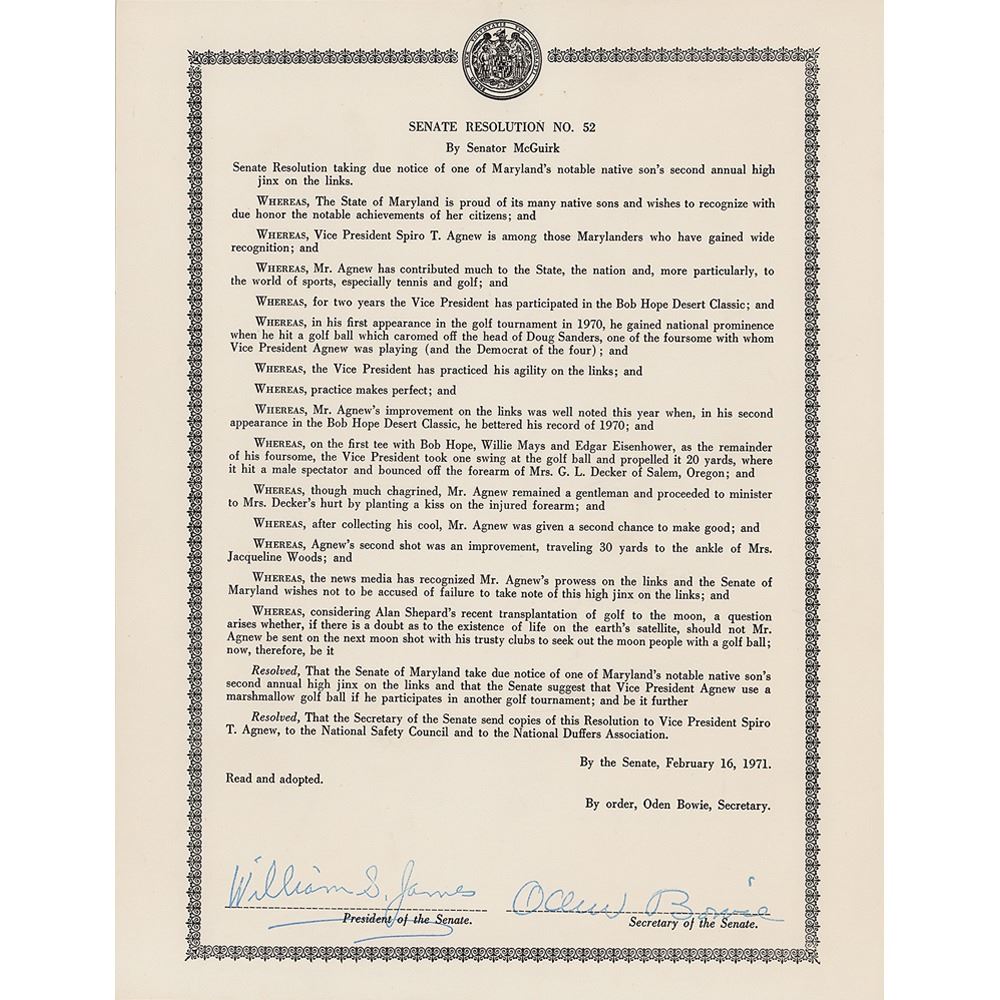 SENATE RESOLUTION NO. 52
By Senator McGuirk
Senate Resolution taking due notice of one of Maryland's notable native son's second annual high
jinx on the links.
WHEREAS, The State of Maryland is proud of its many native sons and wishes to recognize with
due honor the notable achievements of her citizens; and
WHEREAS, Vice President Spiro T. Agnew is among those Marylanders who have gained wide
recognition; and
WHEREAS, Mr. Agnew has contributed much to the State, the nation and, more particularly, to
the world of sports, especially tennis and golf; and
WHEREAS, for two years the Vice President has participated in the Bob Hope Desert Classic; and
WHEREAS, in his first appearance in the golf tournament in 1970, he gained national prominence
when he hit a golf ball which caromed off the head of Doug Sanders, one of the foursome with whom
Vice President Agnew was playing (and the Democrat of the four); and
WHEREAS, the Vice President has practiced his agility on the links; and
WHEREAS, practice makes perfect; and
WHEREAS, Mr. Agnew's improvement on the links was well noted this year when, in his second
appearance in the Bob Hope Desert Classic, he bettered his record of 1970; and
WHEREAS, on the first tee with Bob Hope, Willie Mays and Edgar Eisenhower, as the remainder
of his foursome, the Vice President took one swing at the golf ball and propelled it 20 yards, where
it hit a male spectator and bounced off the forearm of Mrs. G. L. Decker of Salem, Oregon; and
WHEREAS, though much chagrined, Mr. Agnew remained a gentleman and proceeded to minister
to Mrs. Decker's hurt by planting a kiss on the injured forearm; and
WHEREAS, after collecting his cool, Mr. Agnew was given a second chance to make good; and
WHEREAS, Agnew's second shot was an improvement, traveling 30 yards to the ankle of Mrs.
Jacqueline Woods; and
WHEREAS, the news media has recognized Mr. Agnew's prowess on the links and the Senate of
Maryland wishes not to be accused of failure to take note of this high jinx on the links; and
WHEREAS, considering Alan Shepard's recent transplantation of golf to the moon, a question
arises whether, if there is a doubt as to the existence of life on the earth's satellite, should not Mr.
Agnew be sent on the next moon shot with his trusty clubs to seek out the moon people with a golf ball;
now, therefore, be it
Resolved, That the Senate of Maryland take due notice of one of Maryland's notable native son's
second annual high jinx on the links and that the Senate suggest that Vice President Agnew use a
marshmallow golf ball if he participates in another golf tournament; and be it further
Resolved, That the Secretary of the Senate send copies of this Resolution to Vice President Spiro
T. Agnew, to the National Safety Council and to the National Duffers Association.
By the Senate, February 16, 1971.
Read and adopted.
By order, Oden Bowie, Secretary.
William S. James Oden Bowie
President of the Senate. Secretary of the Senate.